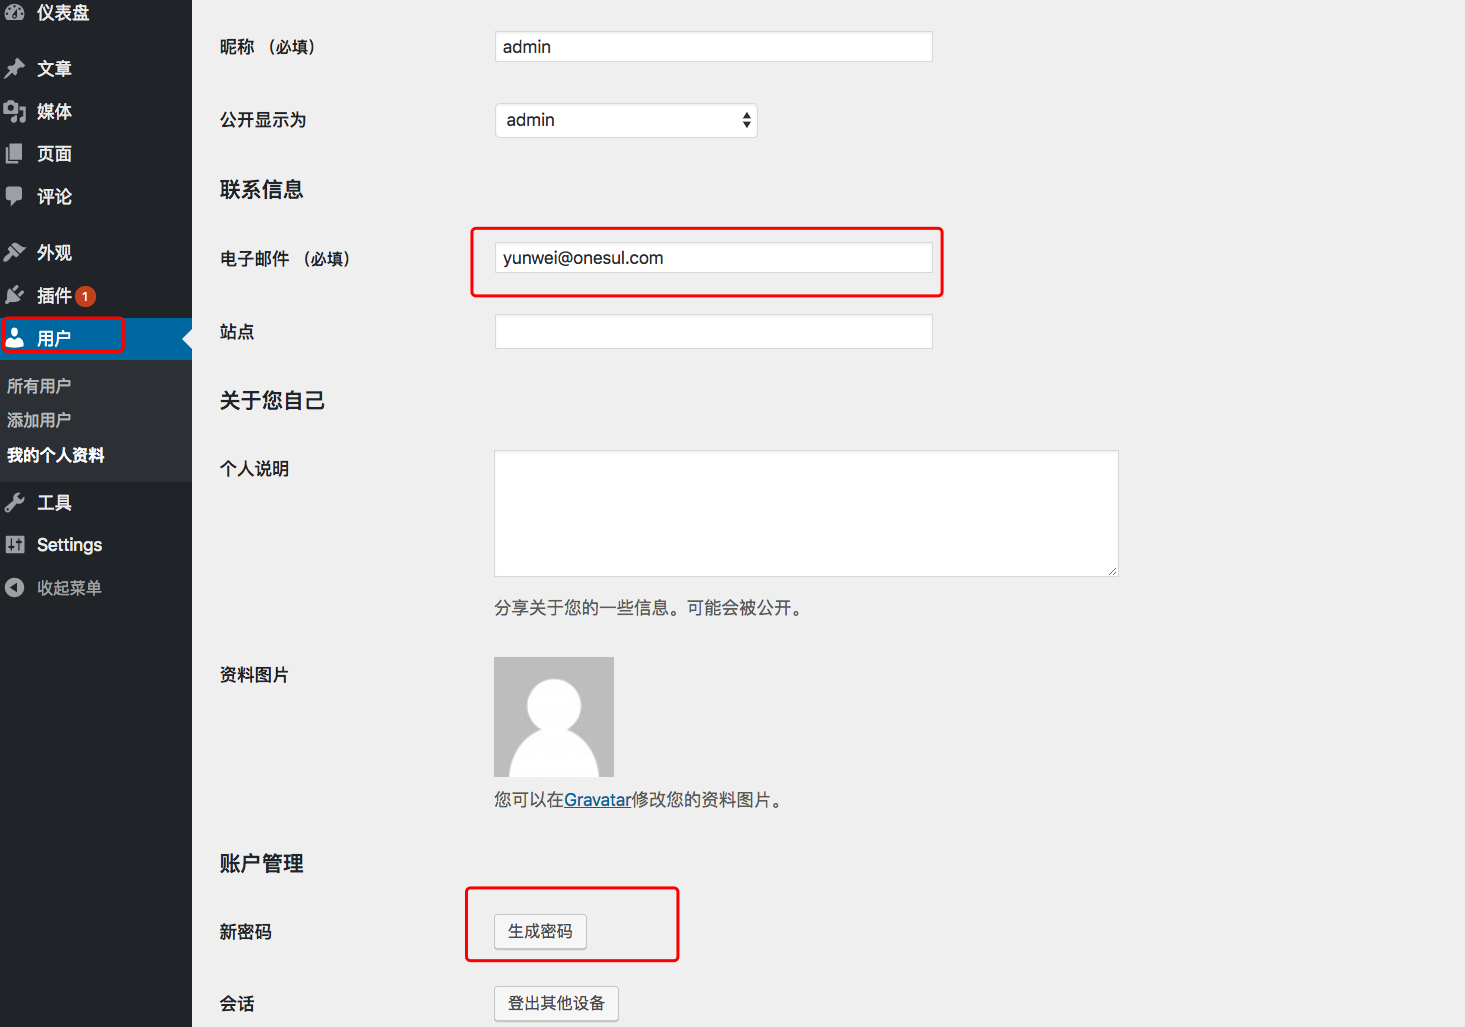 仪表盘
文章
媒体
页面
评论
外观
插件 1
用户
所有用户
添加用户
我的个人资料
工具
Settings
收起菜单
昵称 （必填） admin
公开显示为 admin
联系信息
电子邮件 （必填） yunwei@onesul.com
站点
关于您自己
个人说明
分享关于您的一些信息。可能会被公开。
资料图片
您可以在Gravatar修改您的资料图片。
账户管理
新密码 生成密码
会话 登出其他设备